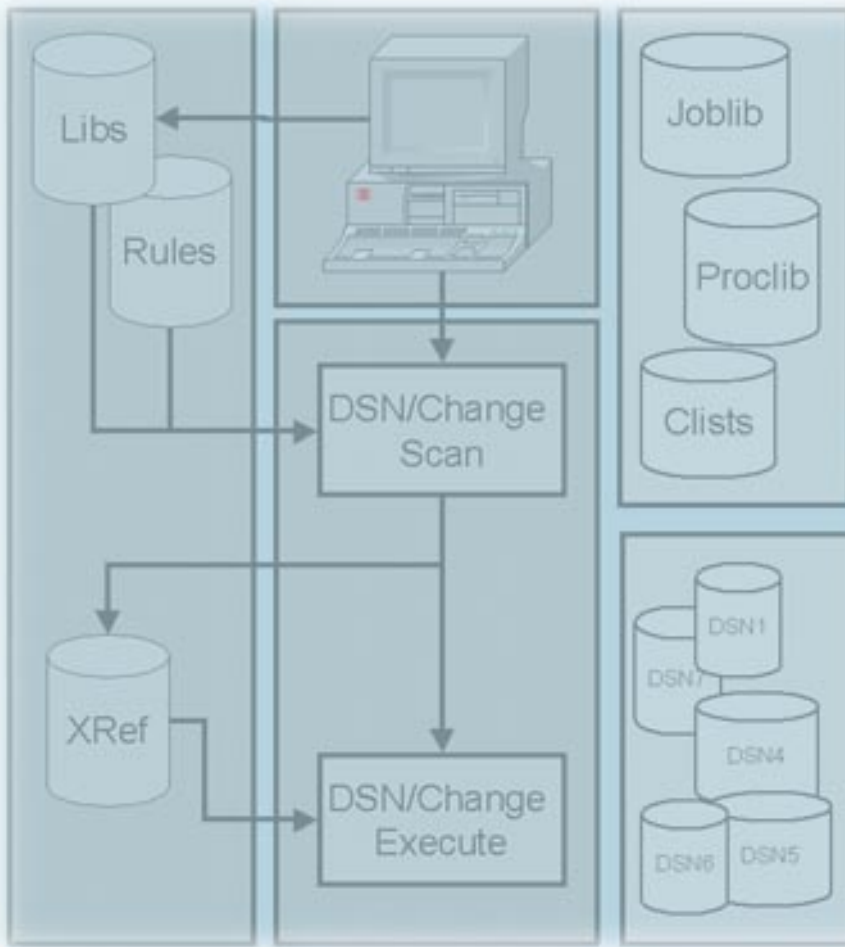 Libs
Rules
DSN/Change
Scan
XRef
DSN/Change
Execute
Joblib
Proclib
Clists
DSN1
DSN7
DSN4
DSN6
DSN5